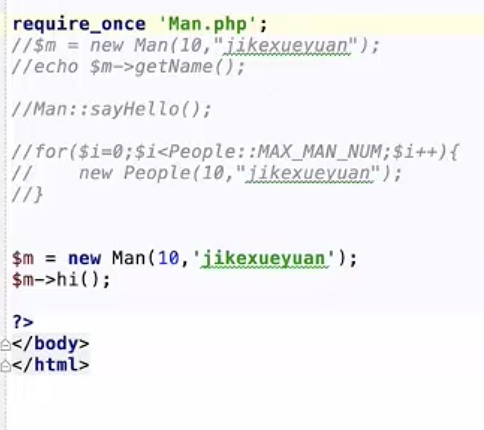 require_once 'Man.php';
//$m = new Man(10,"jikexueyuan");
//echo $m->getName();
//Man::sayHello();
//for($i=0;$i<People::MAX_MAN_NUM;$i++){
//    new People(10,"jikexueyuan");
//}
$m = new Man(10,'jikexueyuan');
$m->hi();
?>
</body>
</html>